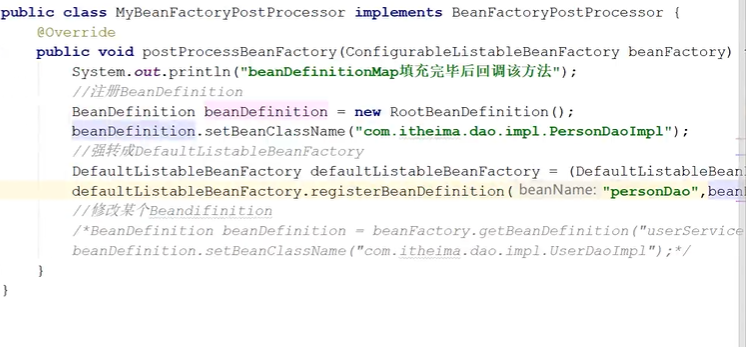 public class MyBeanFactoryPostProcessor implements BeanFactoryPostProcessor {
@Override
public void postProcessBeanFactory(ConfigurableListableBeanFactory beanFactory)
System.out.println("beanDefinitionMap填充完毕后回调该方法");
//注册BeanDefinition
BeanDefinition beanDefinition = new RootBeanDefinition();
beanDefinition.setBeanClassName("com.itheima.dao.impl.PersonDaoImpl");
//强转成DefaultListableBeanFactory
DefaultListableBeanFactory defaultListableBeanFactory = (DefaultListableBean
defaultListableBeanFactory.registerBeanDefinition( beanName: "personDao",bean
//修改某个Beandifinition
/*BeanDefinition beanDefinition = beanFactory.getBeanDefinition("userService
beanDefinition.setBeanClassName("com.itheima.dao.impl.UserDaoImpl");*/
}
}